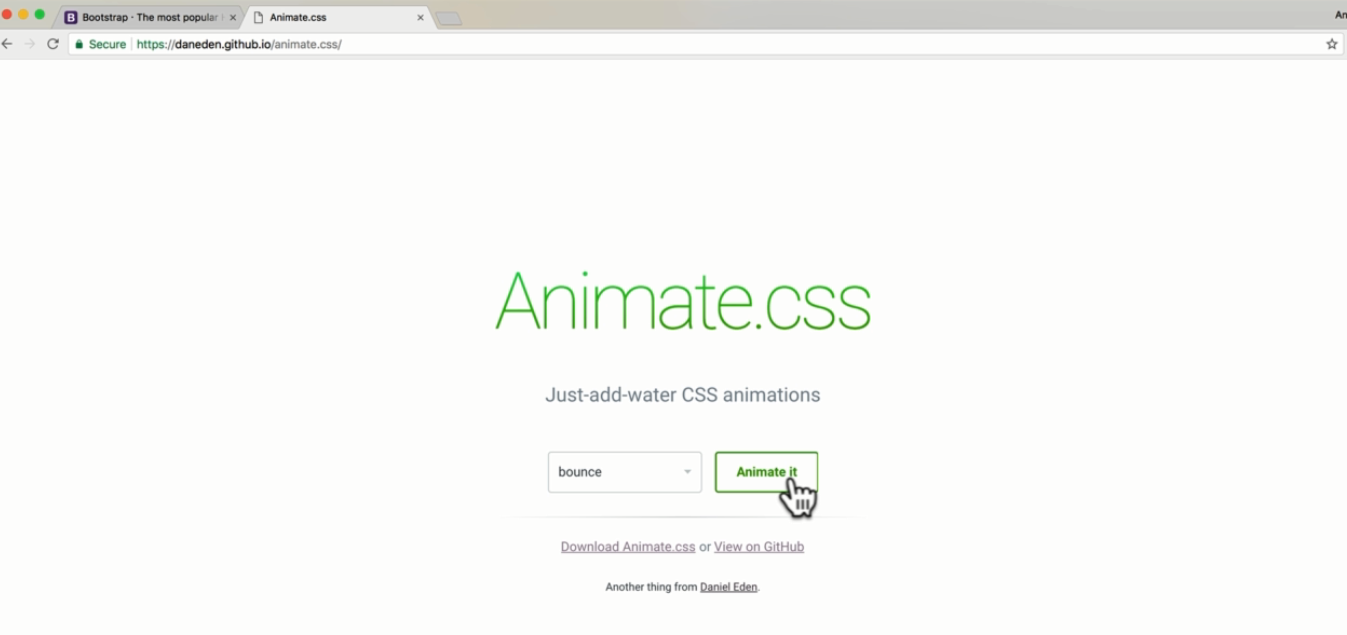 Bootstrap - The most popular
Animate.css
An
Secure https://daneden.github.io/animate.css/
Animate.css
Just-add-water CSS animations
bounce
Animate it
Download Animate.css or View on GitHub
Another thing from Daniel Eden.